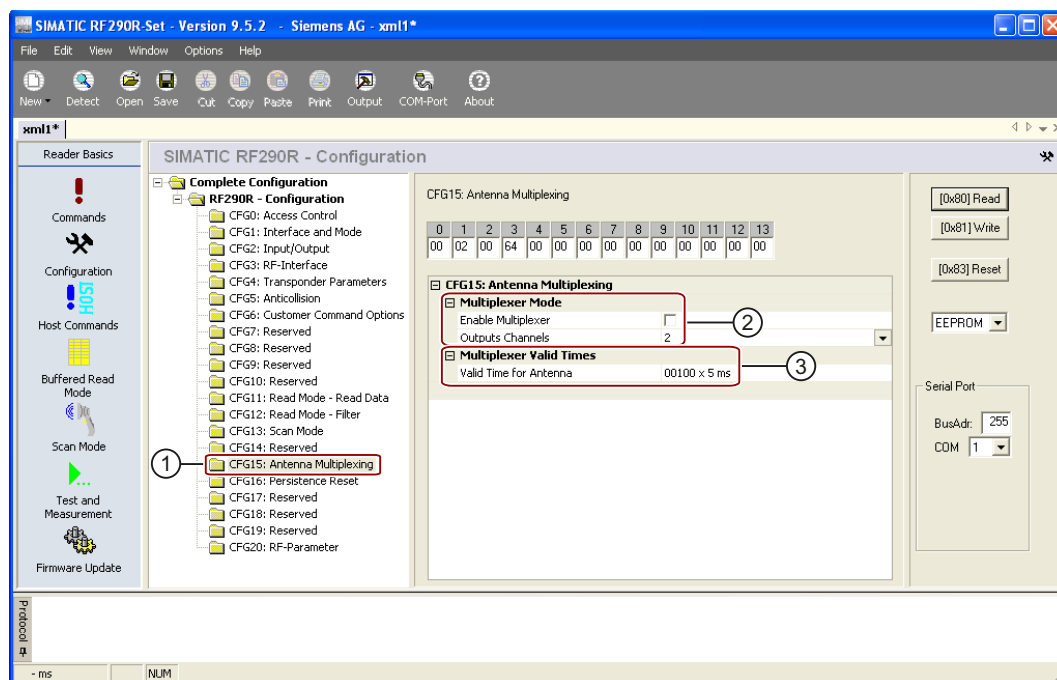 SIMATIC RF290R-Set - Version 9.5.2 - Siemens AG - xml1*
File Edit View Window Options Help
New Detect Open Save Cut Copy Paste Print Output COM-Port About
xml1*
Reader Basics
Commands
Configuration
HOST
Host Commands
Buffered Read
Mode
Scan Mode
Test and
Measurement
Firmware Update
SIMATIC RF290R - Configuration
Complete Configuration
RF290R - Configuration
CFG0: Access Control
CFG1: Interface and Mode
CFG2: Input/Output
CFG3: RF-Interface
CFG4: Transponder Parameters
CFG5: Anticollision
CFG6: Customer Command Options
CFG7: Reserved
CFG8: Reserved
CFG9: Reserved
CFG10: Reserved
CFG11: Read Mode - Read Data
CFG12: Read Mode - Filter
CFG13: Scan Mode
CFG14: Reserved
1
CFG15: Antenna Multiplexing
CFG16: Persistence Reset
CFG17: Reserved
CFG18: Reserved
CFG19: Reserved
CFG20: RF-Parameter
CFG15: Antenna Multiplexing
0 1 2 3 4 5 6 7 8 9 10 11 12 13
00 02 00 64 00 00 00 00 00 00 00 00 00 00
CFG15: Antenna Multiplexing
Multiplexer Mode
Enable Multiplexer
2
Outputs Channels 2
Multiplexer Valid Times
Valid Time for Antenna 00100 x 5 ms
3
[0x80] Read
[0x81] Write
[0x83] Reset
EEPROM
Serial Port
BusAdr: 255
COM 1
Protocol
- ms NUM